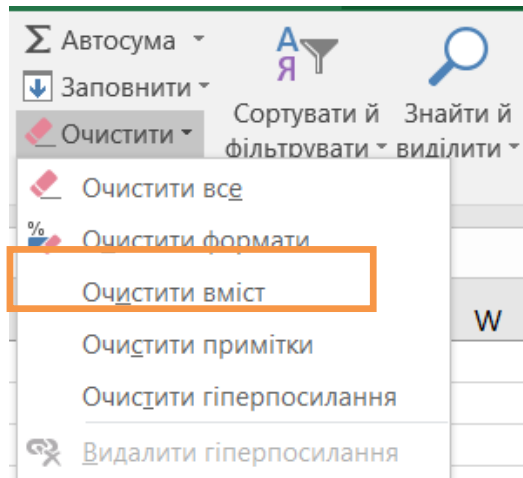 Σ Автосума
Заповнити
Очистити
А
Я
Сортувати й
фільтрувати
Знайти й
виділити
Очистити все
% Очистити формати
Очистити вміст
W
Очистити примітки
Очистити гіперпосилання
Видалити гіперпосилання